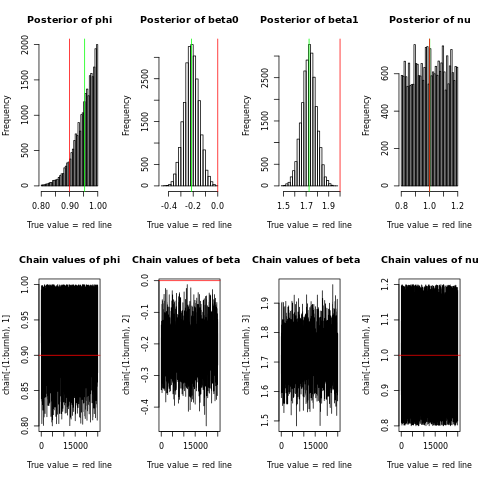 Posterior of phi
Posterior of beta0
Posterior of beta1
Posterior of nu
Frequency
0 500 1000 1500 2000
0.80 0.90 1.00
True value = red line
Frequency
0 500 1500 2500
-0.4 -0.2 0.0
True value = red line
Frequency
0 500 1500 2500
1.5 1.7 1.9
True value = red line
Frequency
0 200 400 600
0.8 1.0 1.2
True value = red line
Chain values of phi
Chain values of beta
Chain values of beta
Chain values of nu
chain[-(1:burnIn), 1]
0.80 0.85 0.90 0.95 1.00
0 15000
True value = red line
chain[-(1:burnIn), 2]
-0.4 -0.3 -0.2 -0.1 0.0
0 15000
True value = red line
chain[-(1:burnIn), 3]
1.5 1.6 1.7 1.8 1.9
0 15000
True value = red line
chain[-(1:burnIn), 4]
0.8 0.9 1.0 1.1 1.2
0 15000
True value = red line